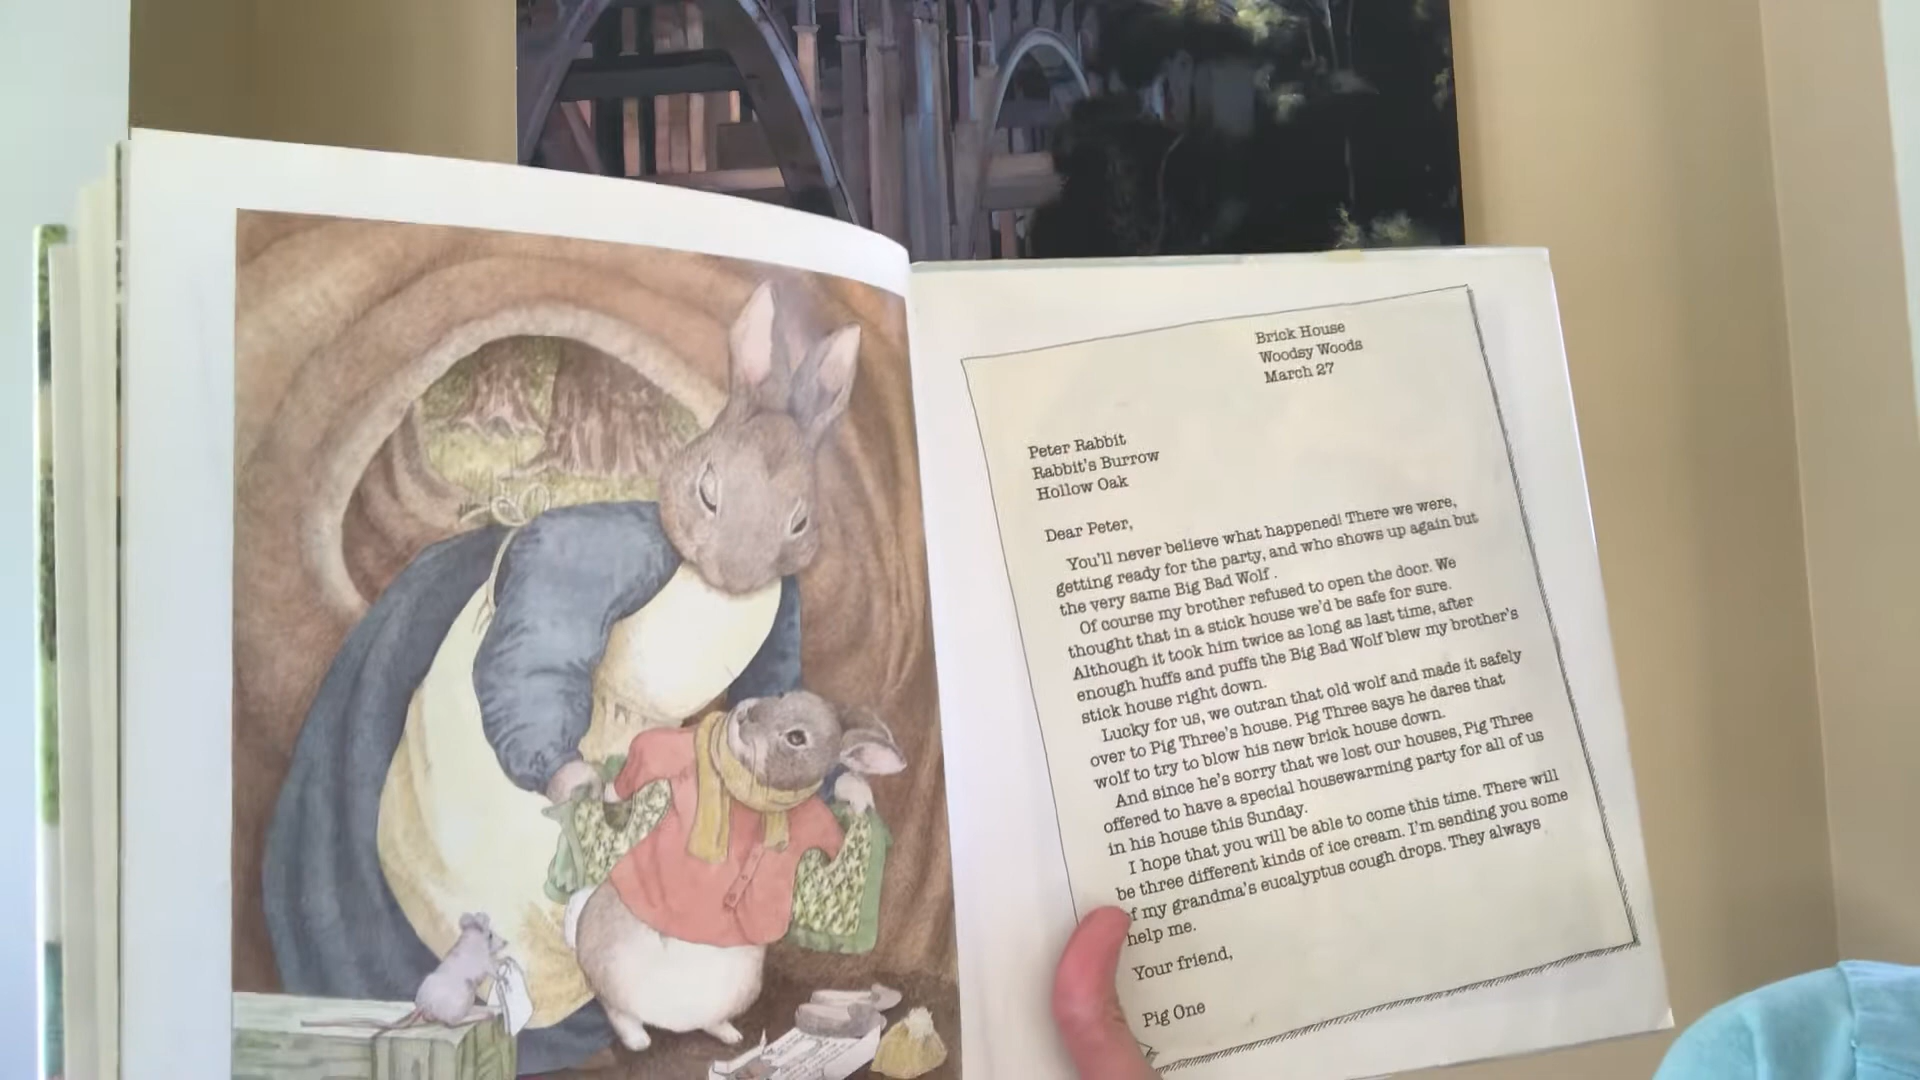 Brick House
Woodsy Woods
March 27
Peter Rabbit
Rabbit's Burrow
Hollow Oak
Dear Peter,
You'll never believe what happened! There we were,
getting ready for the party, and who shows up again but
the very same Big Bad Wolf .
Of course my brother refused to open the door. We
thought that in a stick house we'd be safe for sure.
Although it took him twice as long as last time, after
enough huffs and puffs the Big Bad Wolf blew my brother's
stick house right down.
Lucky for us, we outran that old wolf and made it safely
over to Pig Three's house. Pig Three says he dares that
wolf to try to blow his new brick house down.
And since he's sorry that we lost our houses, Pig Three
offered to have a special housewarming party for all of us
in his house this Sunday.
I hope that you will be able to come this time. There will
be three different kinds of ice cream. I'm sending you some
of my grandma's eucalyptus cough drops. They always
help me.
Your friend,
Pig One